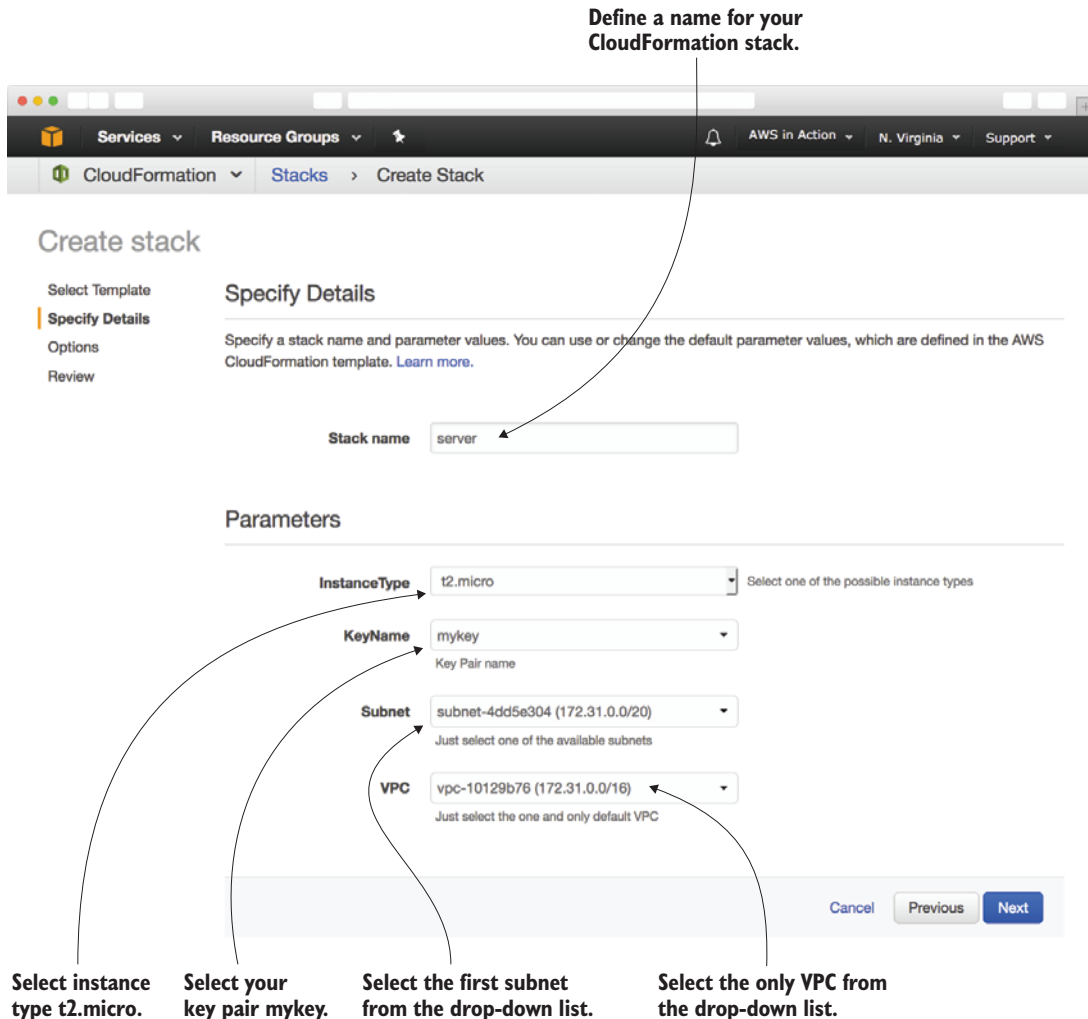 Define a name for your
CloudFormation stack.
Services Resource Groups AWS in Action N. Virginia Support
CloudFormation Stacks › Create Stack
Create stack
Select Template
Specify Details
Options
Review
Specify Details
Specify a stack name and parameter values. You can use or change the default parameter values, which are defined in the AWS
CloudFormation template. Learn more.
Stack name server
Parameters
InstanceType t2.micro Select one of the possible instance types
KeyName mykey
Key Pair name
Subnet subnet-4dd5e304 (172.31.0.0/20)
Just select one of the available subnets
VPC vpc-10129b76 (172.31.0.0/16)
Just select the one and only default VPC
Cancel Previous Next
Select instance
type t2.micro.
Select your
key pair mykey.
Select the first subnet
from the drop-down list.
Select the only VPC from
the drop-down list.